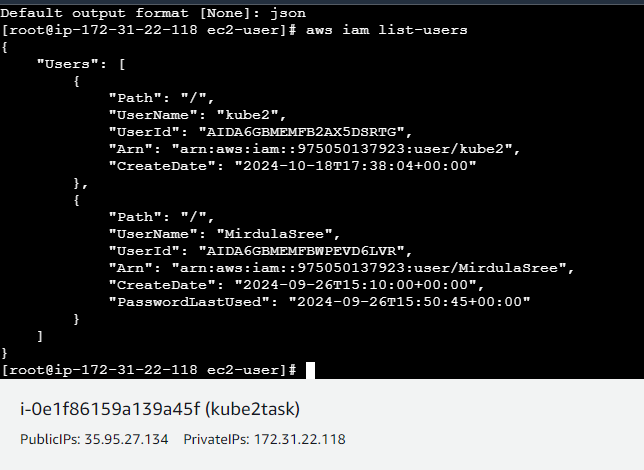 Default output format [None]: json
[root@ip-172-31-22-118 ec2-user]# aws iam list-users
{
    "Users": [
        {
            "Path": "/",
            "UserName": "kube2",
            "UserId": "AIDA6GBMEMFB2AX5DSRTG",
            "Arn": "arn:aws:iam::975050137923:user/kube2",
            "CreateDate": "2024-10-18T17:38:04+00:00"
        },
        {
            "Path": "/",
            "UserName": "MirdulaSree",
            "UserId": "AIDA6GBMEMFBWPEVD6LVR",
            "Arn": "arn:aws:iam::975050137923:user/MirdulaSree",
            "CreateDate": "2024-09-26T15:10:00+00:00",
            "PasswordLastUsed": "2024-09-26T15:50:45+00:00"
        }
    ]
}
[root@ip-172-31-22-118 ec2-user]#
i-0e1f86159a139a45f (kube2task)
PublicIPs: 35.95.27.134 PrivateIPs: 172.31.22.118